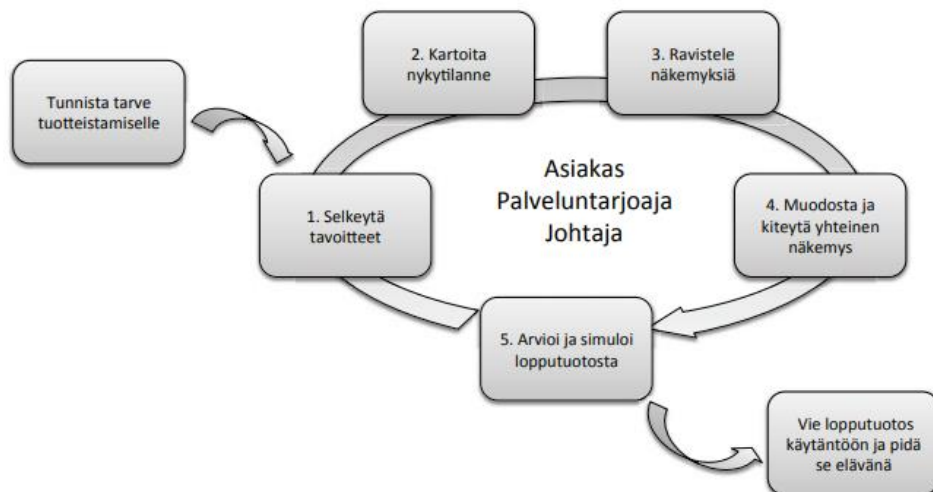 Tunnista tarve
tuotteistamiselle
1. Selkeytä
tavoitteet
2. Kartoita
nykytilanne
3. Ravistele
näkemyksiä
4. Muodosta ja
kiteytä yhteinen
näkemys
5. Arvioi ja simuloi
lopputuotosta
Vie lopputuotos
käytäntöön ja pidä
se elävänä
Asiakas
Palveluntarjoaja
Johtaja